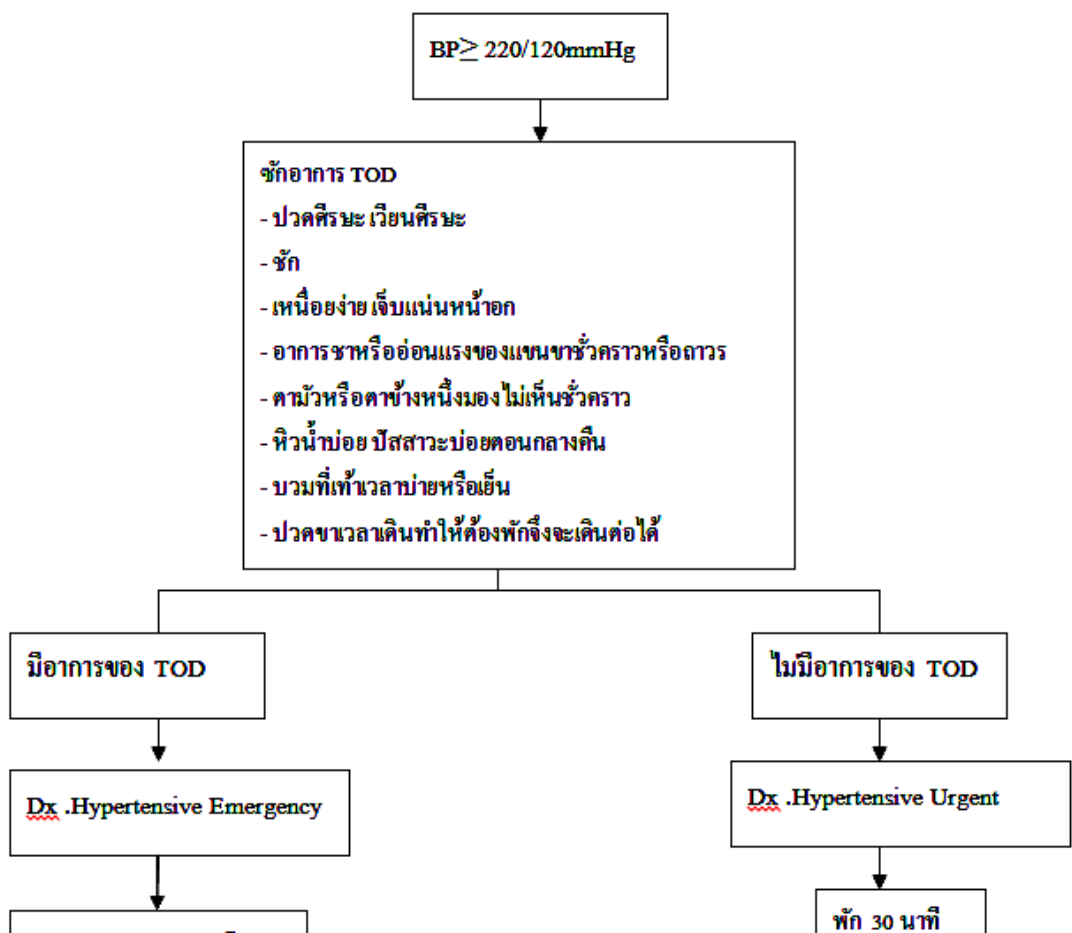 BP≥ 220/120mmHg
ซักอาการ TOD
- ปวดศีรษะ เวียนศีรษะ
- ชัก
- เหนื่อยง่าย เจ็บแน่นหน้าอก
- อาการชาหรืออ่อนแรงของแขนขาชั่วคราวหรือถาวร
- ตามัวหรือตาข้างหนึ่งมองไม่เห็นชั่วคราว
- หิวน้ำบ่อย ปัสสาวะบ่อยตอนกลางคืน
- บวมที่เท้าเวลาบ่ายหรือเย็น
- ปวดขาเวลาเดินทำให้ต้องพักจึงจะเดินต่อได้
มีอาการของ TOD
ไม่มีอาการของ TOD
Dx .Hypertensive Emergency
Dx .Hypertensive Urgent
พัก 30 นาที